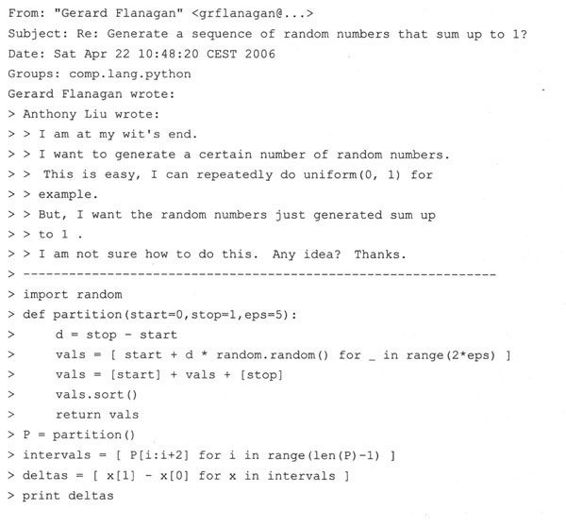 From: "Gerard Flanagan" <grflanagan@...>
Subject: Re: Generate a sequence of random numbers that sum up to 1?
Date: Sat Apr 22 10:48:20 CEST 2006
Groups: comp.lang.python
Gerard Flanagan wrote:
> Anthony Liu wrote:
> > I am at my wit's end.
> > I want to generate a certain number of random numbers.
> >  This is easy, I can repeatedly do uniform(0, 1) for
> > example.
> > But, I want the random numbers just generated sum up
> > to 1 .
> > I am not sure how to do this.  Any idea?  Thanks.
> --------------------------------------------------------------
> import random
> def partition(start=0,stop=1,eps=5):
>     d = stop - start
>     vals = [ start + d * random.random() for _ in range(2*eps) ]
>     vals = [start] + vals + [stop]
>     vals.sort()
>     return vals
> P = partition()
> intervals = [ P[i:i+2] for i in range(len(P)-1) ]
> deltas = [ x[1] - x[0] for x in intervals ]
> print deltas